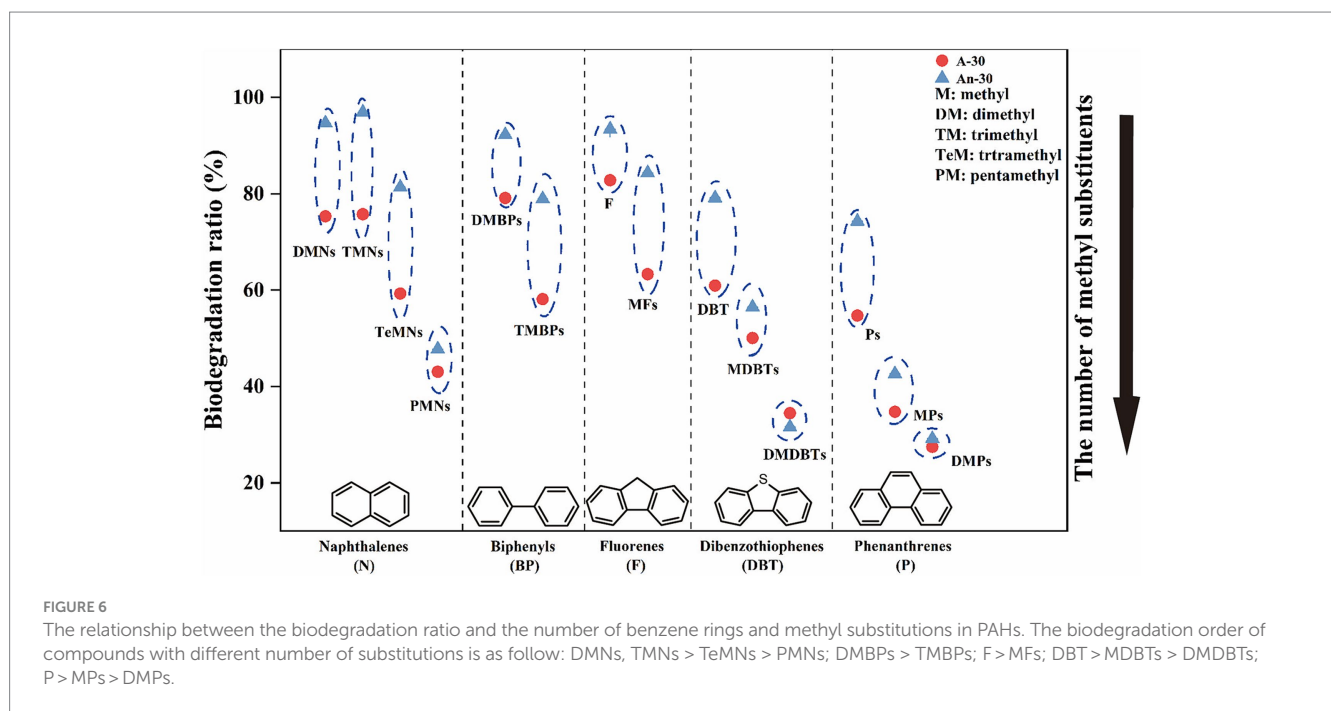 A-30
An-30
M: methyl
DM: dimethyl
TM: trimethyl
TeM: trtramethyl
PM: pentamethyl
Biodegradation ratio (%)
100
80
60
40
20
DMNs
TMNs
TeMNs
PMNs
DMBPs
TMBPs
F
MFs
DBT
MDBTs
DMDBTs
Ps
MPs
DMPs
The number of methyl substituents
S
Naphthalenes
(N)
Biphenyls
(BP)
Fluorenes
(F)
Dibenzothiophenes
(DBT)
Phenanthrenes
(P)
FIGURE 6
The relationship between the biodegradation ratio and the number of benzene rings and methyl substitutions in PAHs. The biodegradation order of
compounds with different number of substitutions is as follow: DMNs, TMNs > TeMNs > PMNs; DMBPs > TMBPs; F > MFs; DBT > MDBTs > DMDBTs;
P > MPs > DMPs.